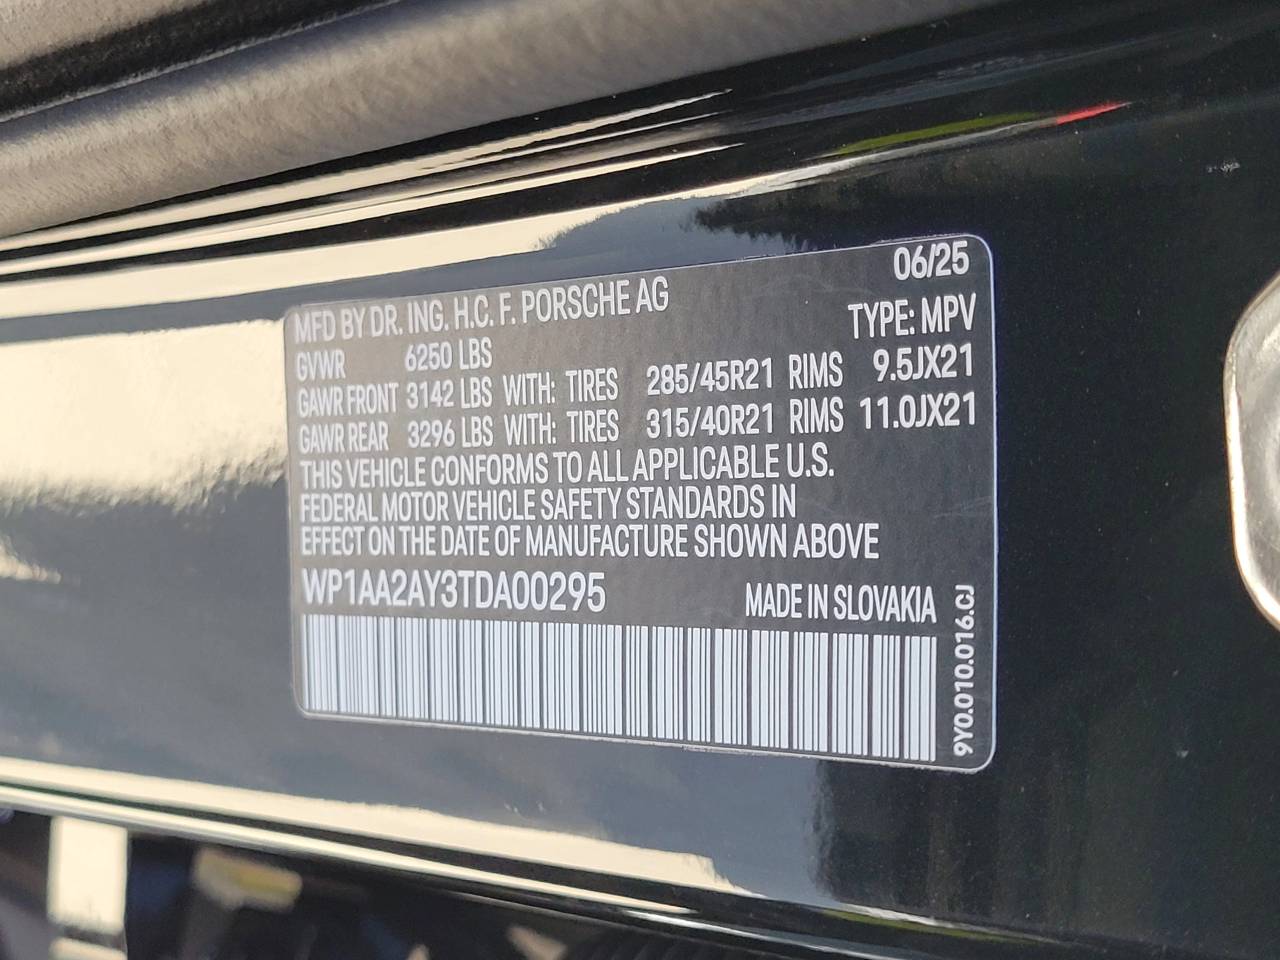 06/25
MFD BY DR. ING. H.C. F. PORSCHE AG TYPE: MPV
GVWR 6250 LBS
GAWR FRONT 3142 LBS WITH: TIRES 285/45R21 RIMS 9.5JX21
GAWR REAR 3296 LBS WITH: TIRES 315/40R21 RIMS 11.0JX21
THIS VEHICLE CONFORMS TO ALL APPLICABLE U.S.
FEDERAL MOTOR VEHICLE SAFETY STANDARDS IN
EFFECT ON THE DATE OF MANUFACTURE SHOWN ABOVE
WP1AA2AY3TDA00295 MADE IN SLOVAKIA
9Y0.010.016.CJ